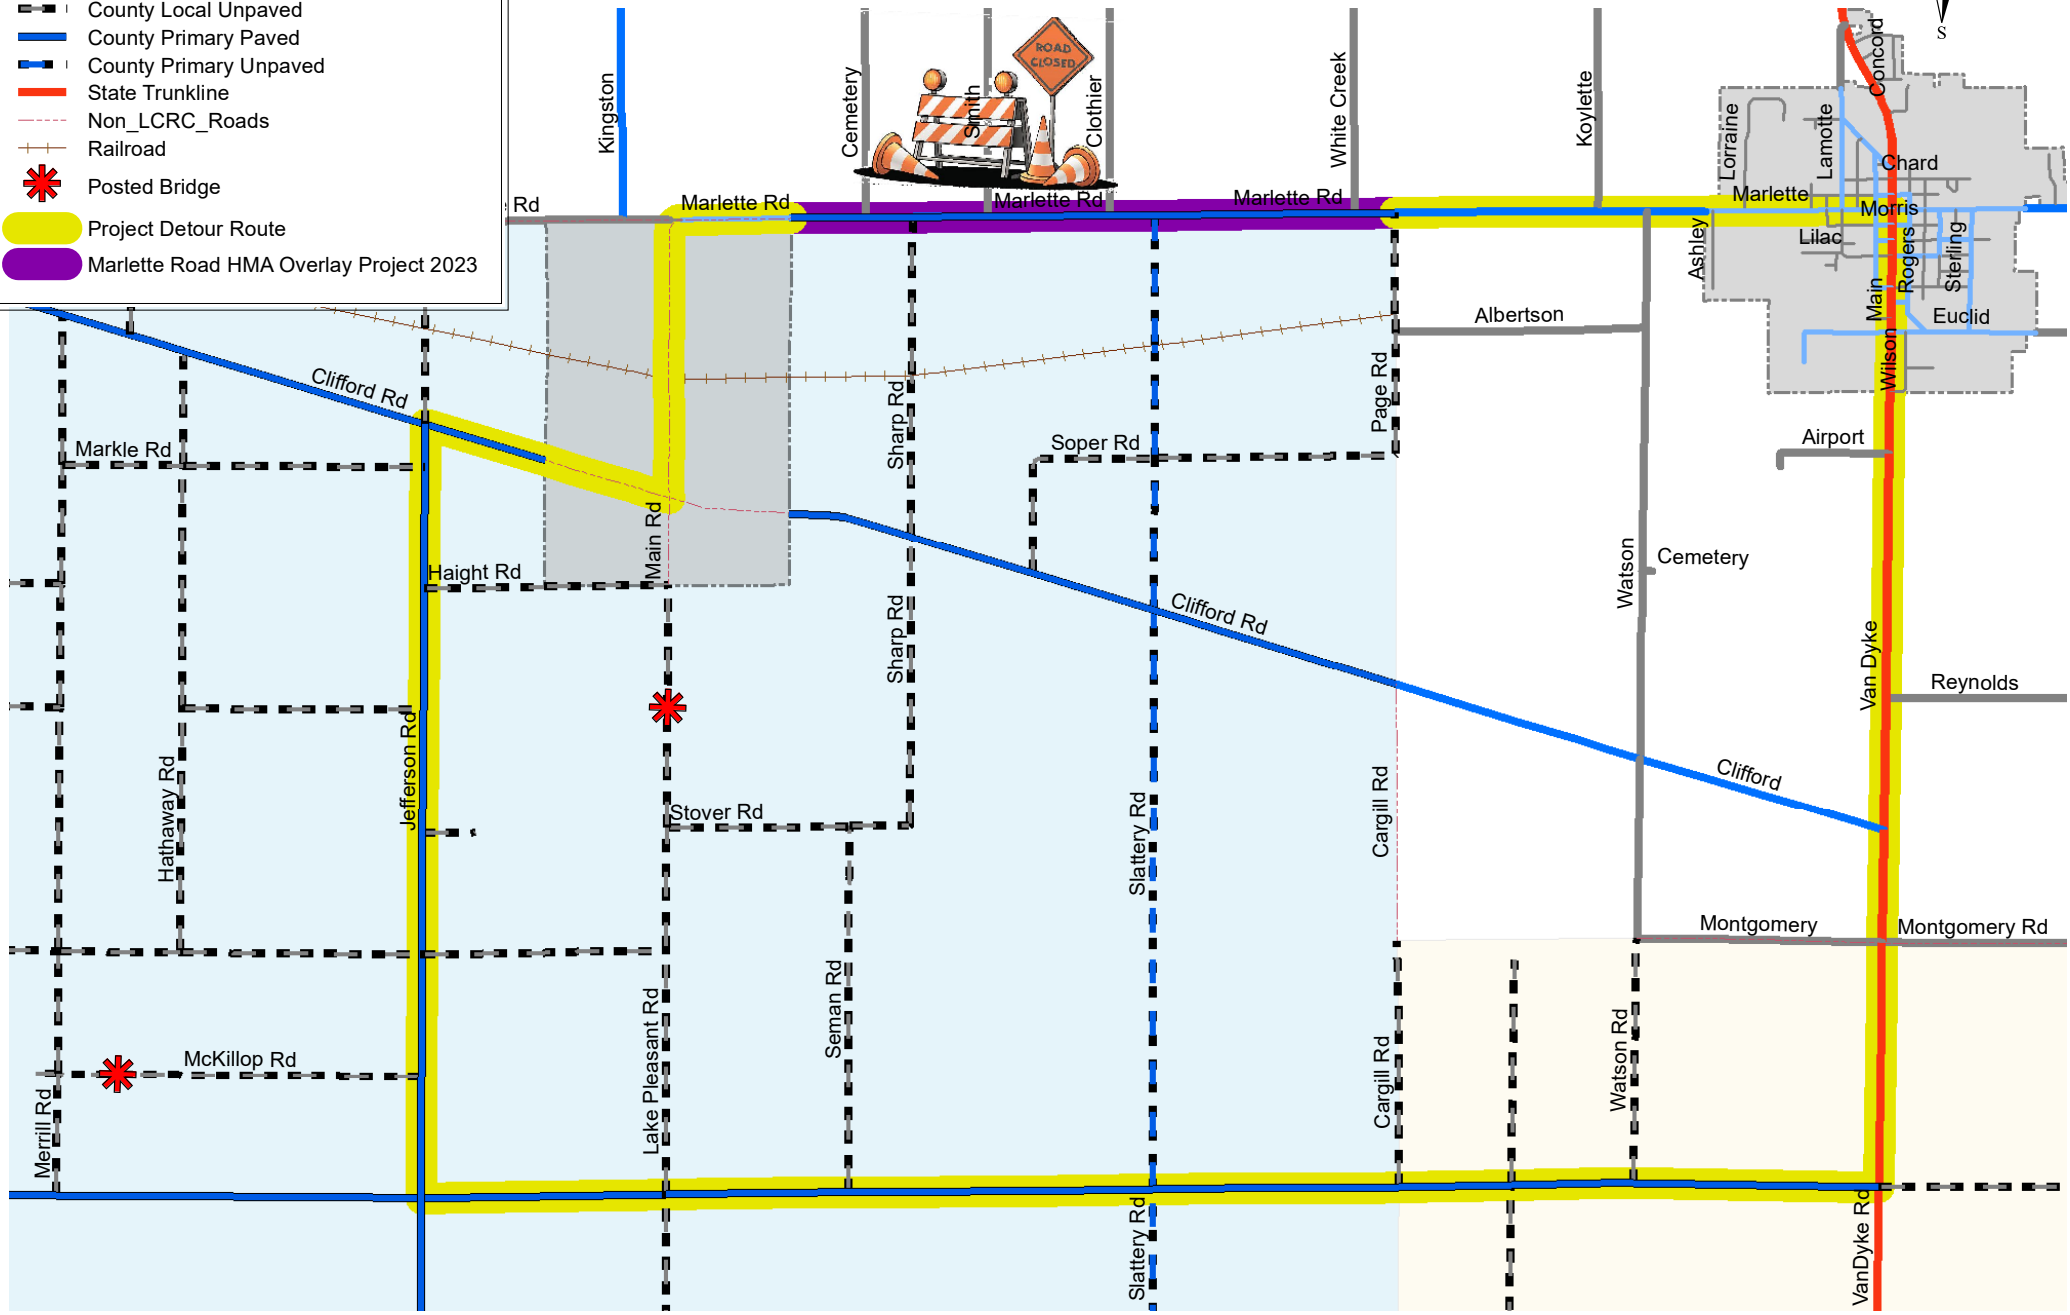 County Local Unpaved
County Primary Paved
County Primary Unpaved
State Trunkline
Non_LCRC_Roads
Railroad
Posted Bridge
Project Detour Route
Marlette Road HMA Overlay Project 2023
S
Kingston
Cemetery
Smith
ROAD
CLOSED
Clothier
White Creek
Koylette
Lorraine
Lamotte
Concord
Chard
Rd
Marlette Rd
Marlette Rd
Marlette Rd
Marlette
Morris
Ashley
Lilac
Rogers
Sterling
Main
Euclid
Wilson
Albertson
Page Rd
Clifford Rd
Markle Rd
Sharp Rd
Soper Rd
Airport
Main Rd
Haight Rd
Watson
Cemetery
Clifford Rd
Sharp Rd
Van Dyke
Reynolds
Jefferson Rd
Hathaway Rd
Stover Rd
Slattery Rd
Cargill Rd
Clifford
Montgomery
Montgomery Rd
Seman Rd
Lake Pleasant Rd
McKillop Rd
Merrill Rd
Cargill Rd
Watson Rd
Slattery Rd
VanDyke Rd